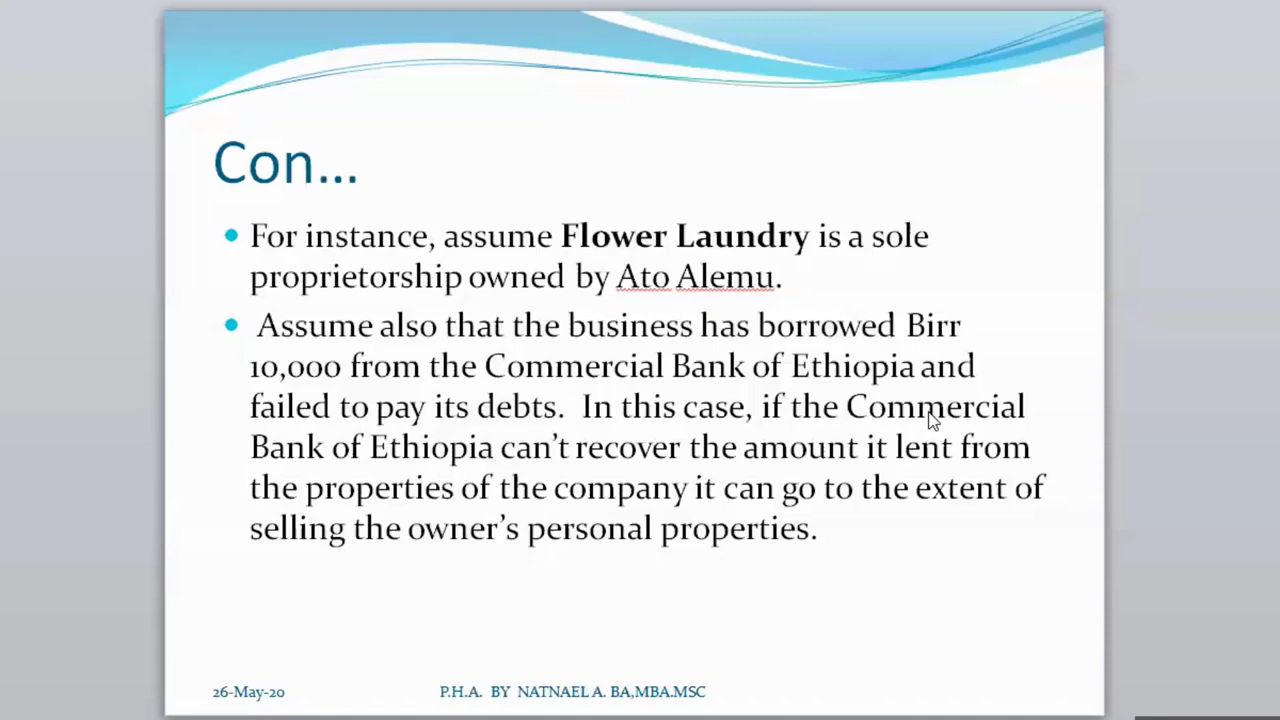 Con...
For instance, assume Flower Laundry is a sole
proprietorship owned by Ato Alemu.
Assume also that the business has borrowed Birr
10,000 from the Commercial Bank of Ethiopia and
failed to pay its debts. In this case, if the Commercial
Bank of Ethiopia can't recover the amount it lent from
the properties of the company it can go to the extent of
selling the owner's personal properties.
26-May-20
P.H.A. BY NATNAEL A. BA,MBA.MSC